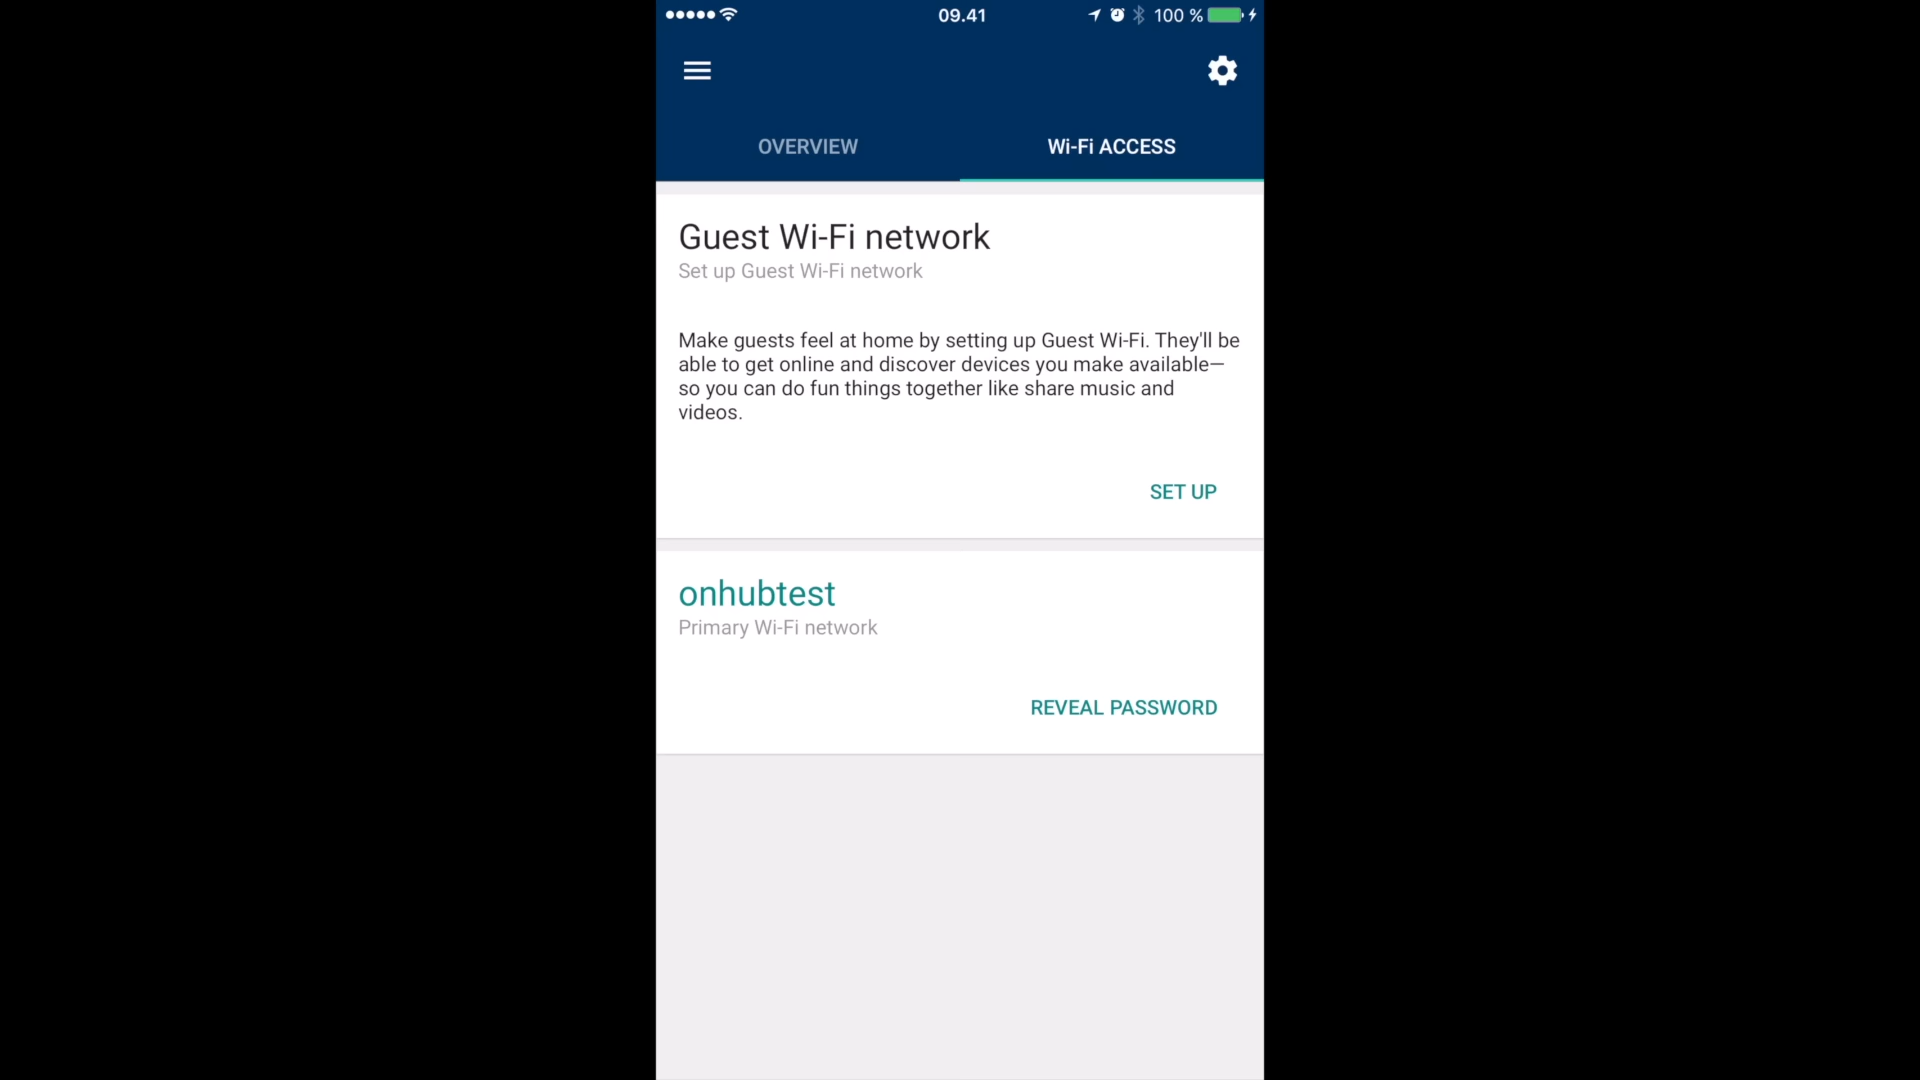 09.41
100 %
OVERVIEW
Wi-Fi ACCESS
Guest Wi-Fi network
Set up Guest Wi-Fi network
Make guests feel at home by setting up Guest Wi-Fi. They'll be
able to get online and discover devices you make available—
so you can do fun things together like share music and
videos.
SET UP
onhubtest
Primary Wi-Fi network
REVEAL PASSWORD